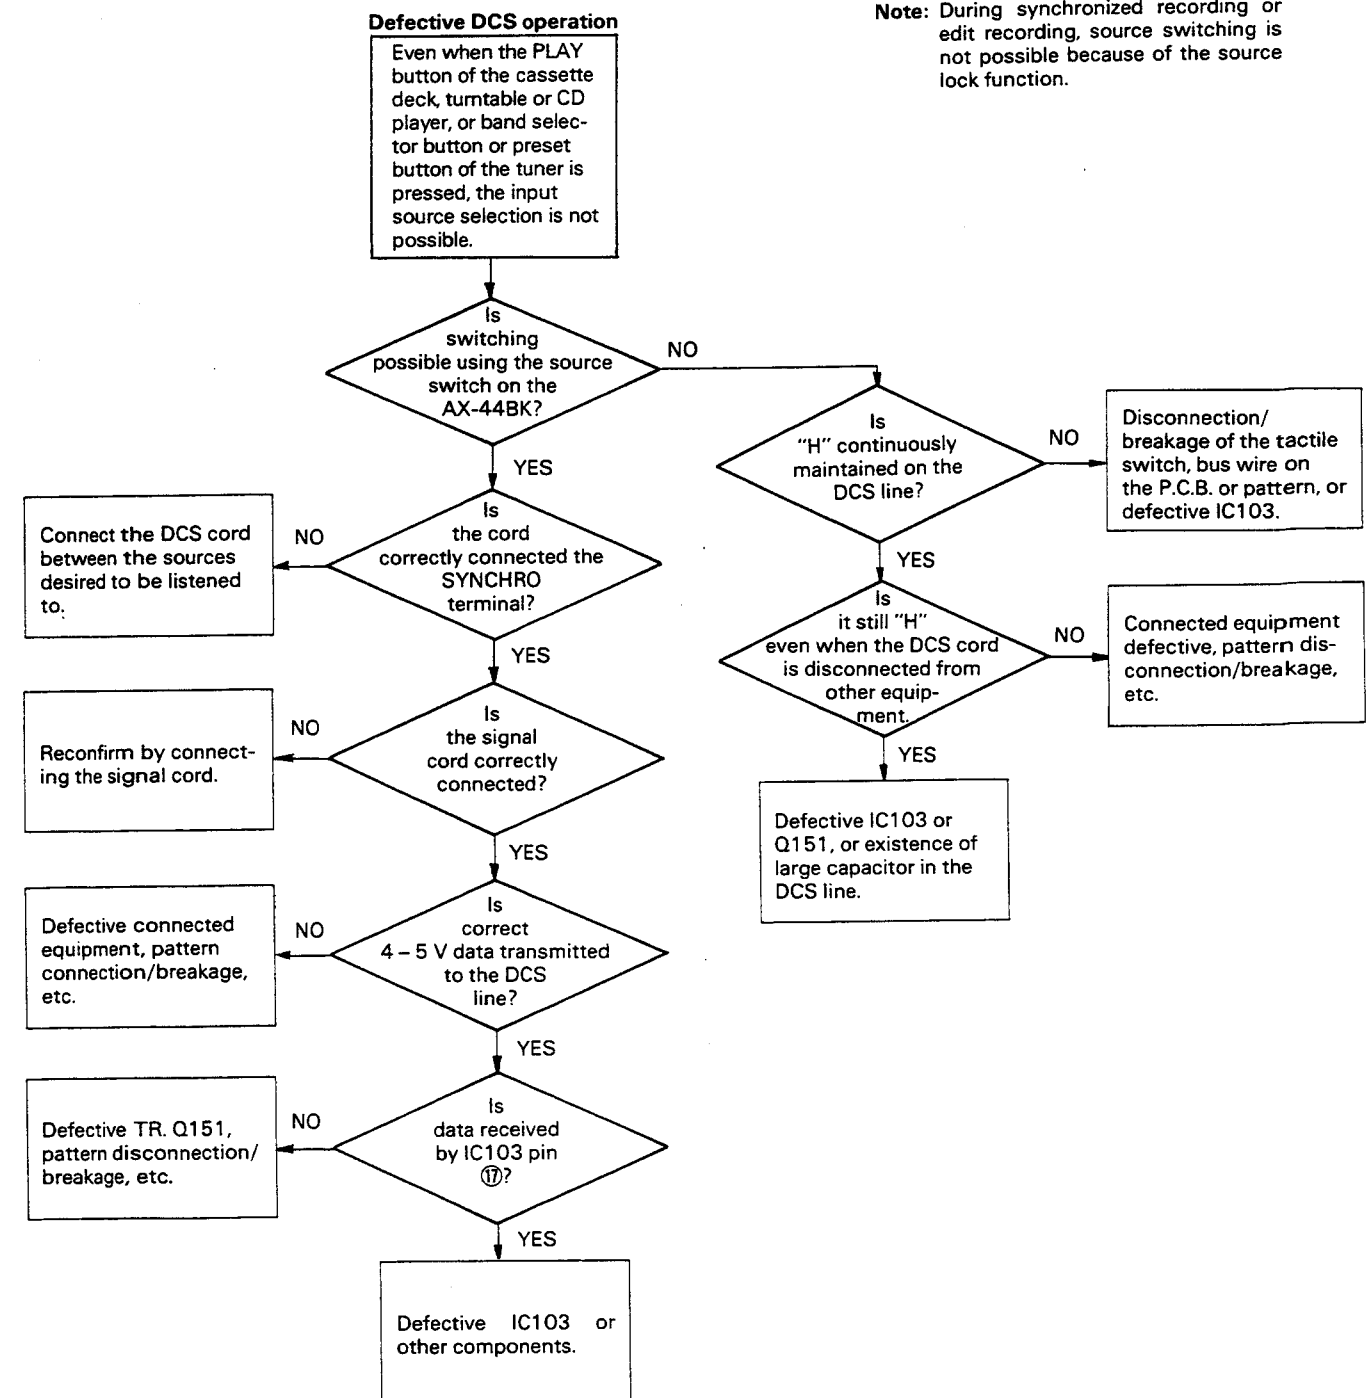 Defective DCS operation
Even when the PLAY
button of the cassette
deck, turntable or CD
player, or band selec-
tor button or preset
button of the tuner is
pressed, the input
source selection is not
possible.
Note: During synchronized recording or
edit recording, source switching is
not possible because of the source
lock function.
Is
switching
possible using the source
switch on the
AX-44BK?
NO
YES
Is
"H" continuously
maintained on the
DCS line?
NO
Disconnection/
breakage of the tactile
switch, bus wire on
the P.C.B. or pattern, or
defective IC103.
YES
Is
the cord
correctly connected the
SYNCHRO
terminal?
NO
Connect the DCS cord
between the sources
desired to be listened
to.
YES
Is
it still "H"
even when the DCS cord
is disconnected from
other equip-
ment.
NO
Connected equipment
defective, pattern dis-
connection/breakage,
etc.
YES
Defective IC103 or
Q151, or existence of
large capacitor in the
DCS line.
Is
the signal
cord correctly
connected?
NO
Reconfirm by connect-
ing the signal cord.
YES
Is
correct
4 – 5 V data transmitted
to the DCS
line?
NO
Defective connected
equipment, pattern
connection/breakage,
etc.
YES
Is
data received
by IC103 pin
⑰?
NO
Defective TR. Q151,
pattern disconnection/
breakage, etc.
YES
Defective IC103 or
other components.